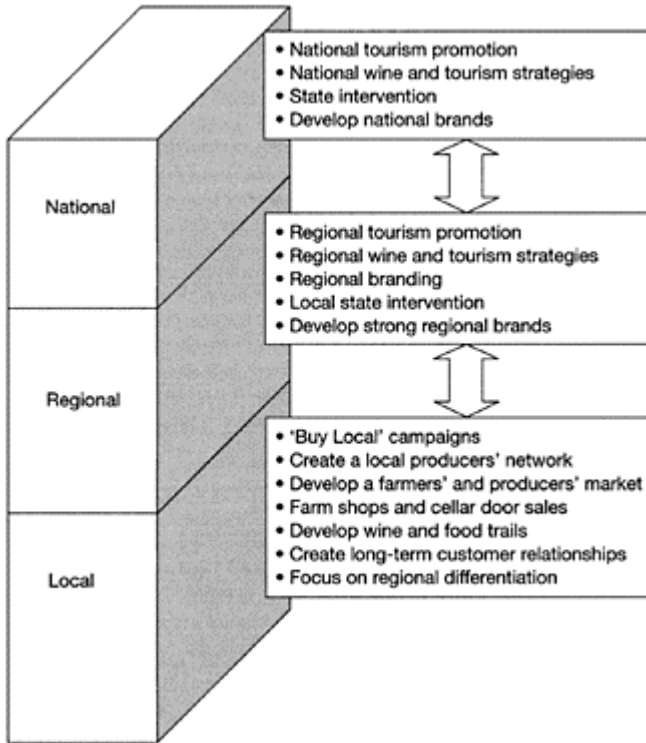 National
• National tourism promotion
• National wine and tourism strategies
• State intervention
• Develop national brands
Regional
• Regional tourism promotion
• Regional wine and tourism strategies
• Regional branding
• Local state intervention
• Develop strong regional brands
Local
• ‘Buy Local’ campaigns
• Create a local producers’ network
• Develop a farmers’ and producers’ market
• Farm shops and cellar door sales
• Develop wine and food trails
• Create long-term customer relationships
• Focus on regional differentiation